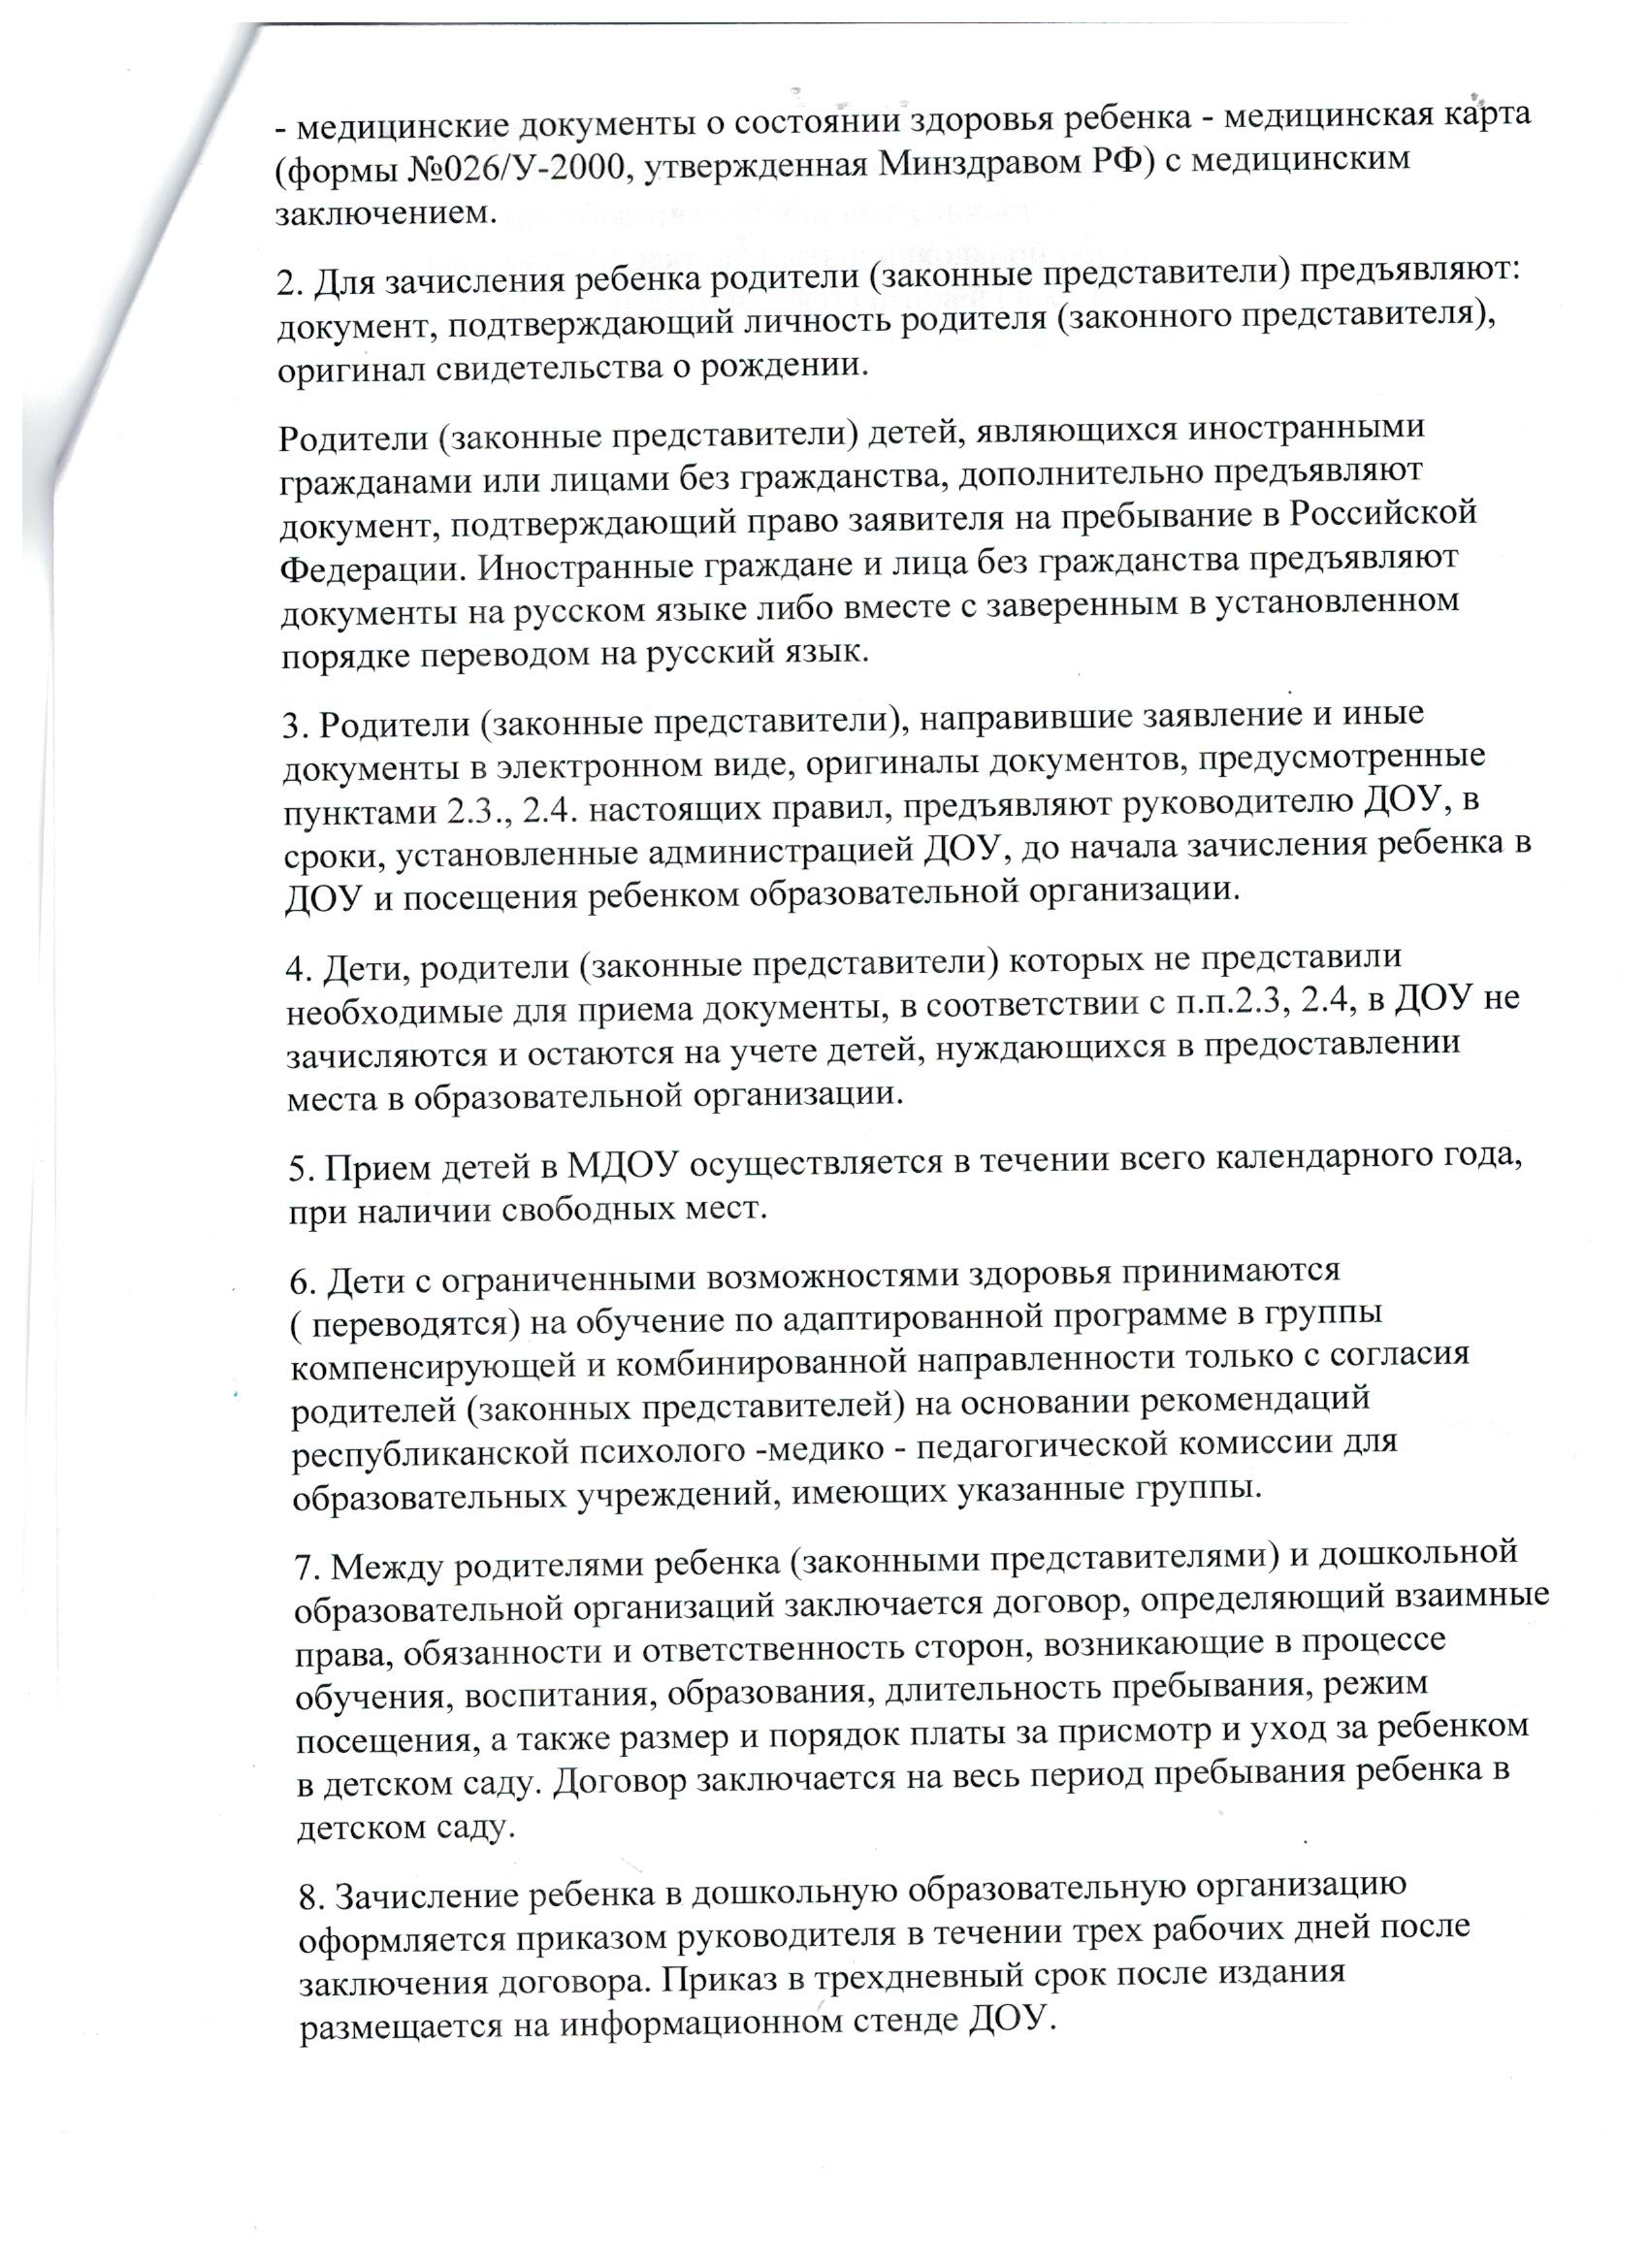 - медицинские документы о состоянии здоровья ребенка - медицинская карта
(формы №026/У-2000, утвержденная Минздравом РФ) с медицинским
заключением.
2. Для зачисления ребенка родители (законные представители) предъявляют:
документ, подтверждающий личность родителя (законного представителя),
оригинал свидетельства о рождении.
Родители (законные представители) детей, являющихся иностранными
гражданами или лицами без гражданства, дополнительно предъявляют
документ, подтверждающий право заявителя на пребывание в Российской
Федерации. Иностранные граждане и лица без гражданства предъявляют
документы на русском языке либо вместе с заверенным в установленном
порядке переводом на русский язык.
3. Родители (законные представители), направившие заявление и иные
документы в электронном виде, оригиналы документов, предусмотренные
пунктами 2.3., 2.4. настоящих правил, предъявляют руководителю ДОУ, в
сроки, установленные администрацией ДОУ, до начала зачисления ребенка в
ДОУ и посещения ребенком образовательной организации.
4. Дети, родители (законные представители) которых не представили
необходимые для приема документы, в соответствии с п.п.2.3, 2.4, в ДОУ не
зачисляются и остаются на учете детей, нуждающихся в предоставлении
места в образовательной организации.
5. Прием детей в МДОУ осуществляется в течении всего календарного года,
при наличии свободных мест.
6. Дети с ограниченными возможностями здоровья принимаются
( переводятся) на обучение по адаптированной программе в группы
компенсирующей и комбинированной направленности только с согласия
родителей (законных представителей) на основании рекомендаций
республиканской психолого -медико - педагогической комиссии для
образовательных учреждений, имеющих указанные группы.
7. Между родителями ребенка (законными представителями) и дошкольной
образовательной организаций заключается договор, определяющий взаимные
права, обязанности и ответственность сторон, возникающие в процессе
обучения, воспитания, образования, длительность пребывания, режим
посещения, а также размер и порядок платы за присмотр и уход за ребенком
в детском саду. Договор заключается на весь период пребывания ребенка в
детском саду.
8. Зачисление ребенка в дошкольную образовательную организацию
оформляется приказом руководителя в течении трех рабочих дней после
заключения договора. Приказ в трехдневный срок после издания
размещается на информационном стенде ДОУ.